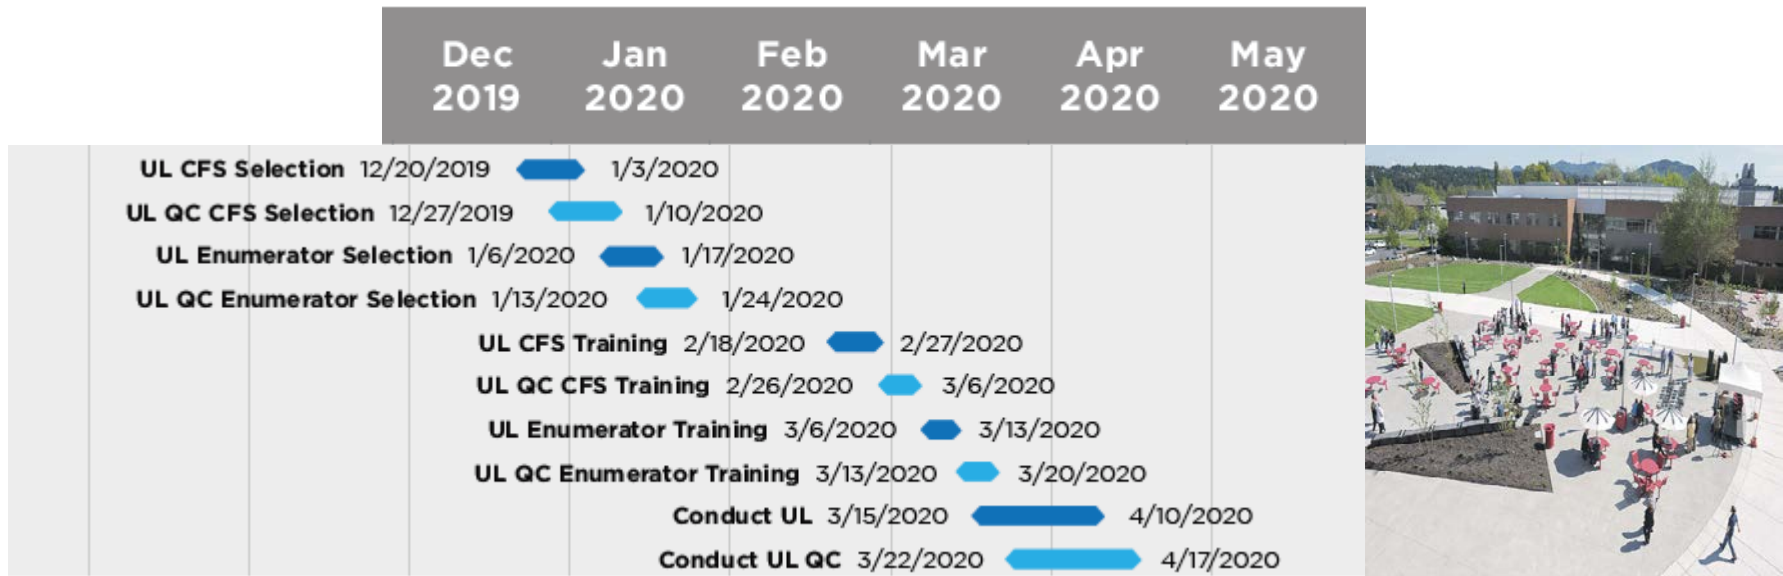 Dec Jan Feb Mar Apr May
2019 2020 2020 2020 2020 2020
UL CFS Selection 12/20/2019 1/3/2020
UL QC CFS Selection 12/27/2019 1/10/2020
UL Enumerator Selection 1/6/2020 1/17/2020
UL QC Enumerator Selection 1/13/2020 1/24/2020
UL CFS Training 2/18/2020 2/27/2020
UL QC CFS Training 2/26/2020 3/6/2020
UL Enumerator Training 3/6/2020 3/13/2020
UL QC Enumerator Training 3/13/2020 3/20/2020
Conduct UL 3/15/2020 4/10/2020
Conduct UL QC 3/22/2020 4/17/2020